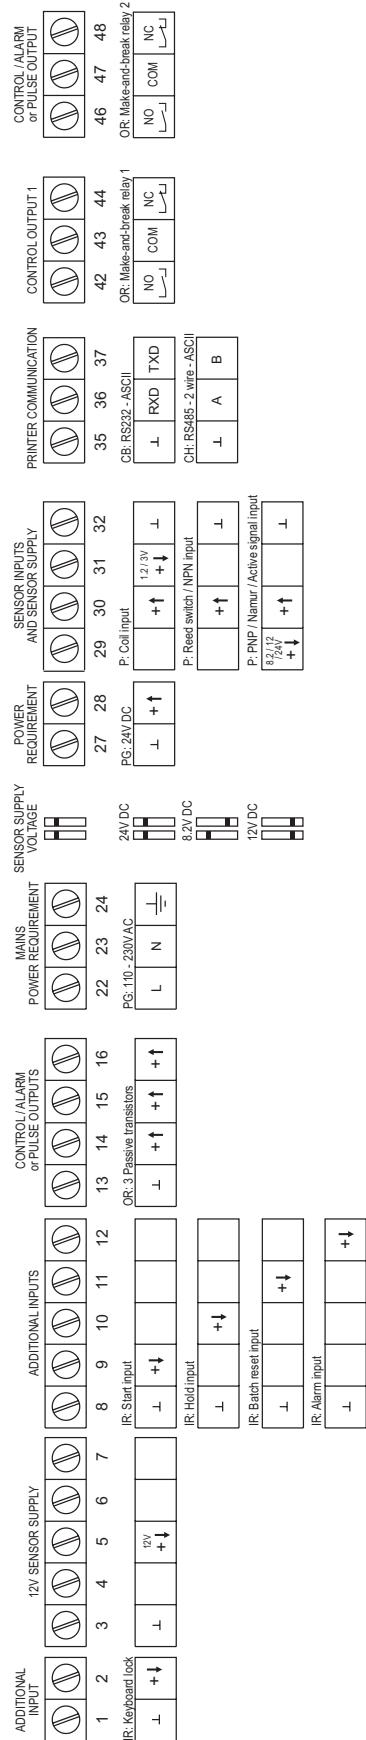 ADDITIONAL
INPUT
1 2
IR: Keyboard lock
⊥ +
12V SENSOR SUPPLY
3 4 5 6 7
⊥ 12V +
ADDITIONAL INPUTS
8 9 10 11 12
IR: Start input
⊥ +
IR: Hold input
⊥ +
IR: Batch reset input
⊥ +
IR: Alarm input
⊥ +
CONTROL / ALARM
or PULSE OUTPUTS
13 14 15 16
OR: 3 Passive transistors
⊥ + + +
MAINS
POWER REQUIREMENT
22 23 24
PG: 110 - 230V AC
L N
SENSOR SUPPLY
VOLTAGE
24V DC
8.2V DC
12V DC
POWER
REQUIREMENT
27 28
PG: 24V DC
⊥ +
SENSOR INPUTS
AND SENSOR SUPPLY
29 30 31 32
P: Coil input
+ 1.2 / 3V + ⊥
P: Reed switch / NPN input
+ ⊥
P: PNP / Namur / Active signal input
8.2 / 12
/ 24V
+ + ⊥
PRINTER COMMUNICATION
35 36 37
CB: RS232 - ASCII
⊥ RXD TXD
CH: RS485 - 2 wire - ASCII
⊥ A B
CONTROL OUTPUT 1
42 43 44
OR: Make-and-break relay 1
NO COM NC
CONTROL / ALARM
or PULSE OUTPUT
46 47 48
OR: Make-and-break relay 2
NO COM NC